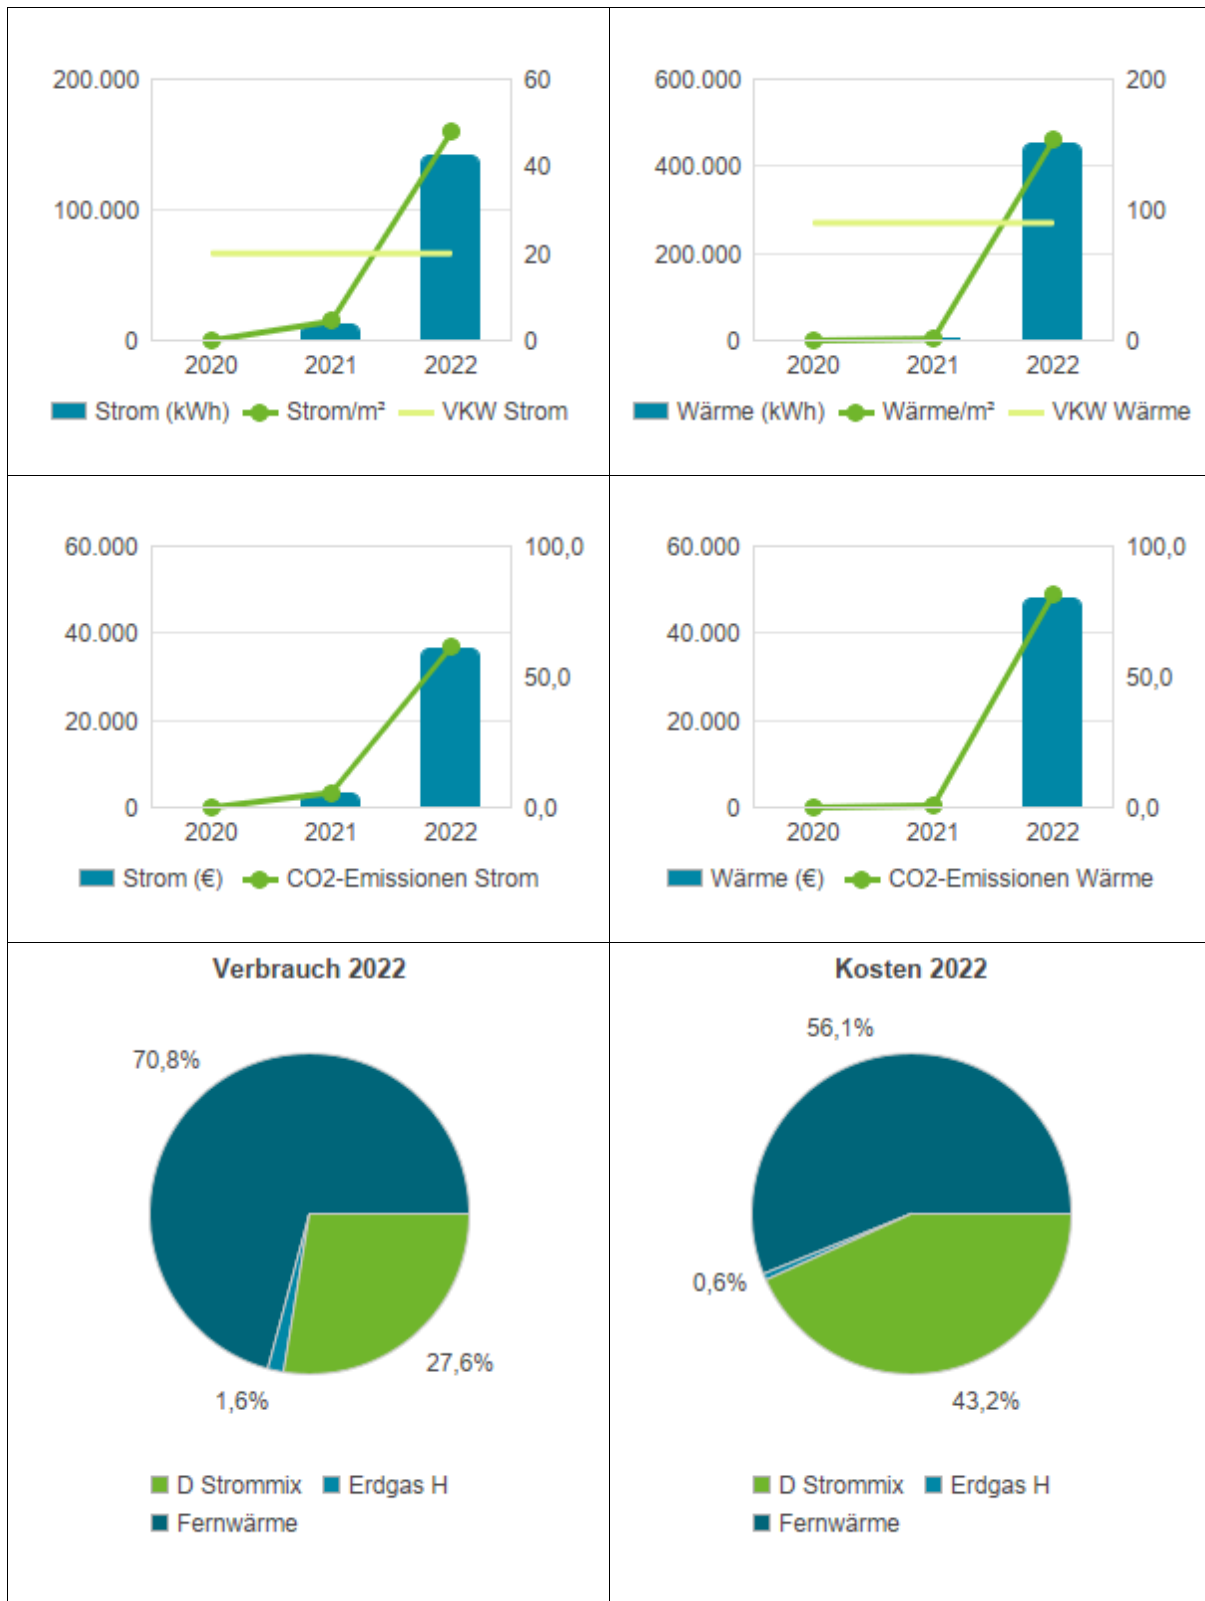 200.000
100.000
0
60
40
20
0
2020 2021 2022
Strom (kWh) Strom/m² VKW Strom
600.000
400.000
200.000
0
200
100
0
2020 2021 2022
Wärme (kWh) Wärme/m² VKW Wärme
60.000
40.000
20.000
0
100,0
50,0
0,0
2020 2021 2022
Strom (€) CO2-Emissionen Strom
60.000
40.000
20.000
0
100,0
50,0
0,0
2020 2021 2022
Wärme (€) CO2-Emissionen Wärme
Verbrauch 2022
70,8%
27,6%
1,6%
D Strommix Erdgas H
Fernwärme
Kosten 2022
56,1%
0,6%
43,2%
D Strommix Erdgas H
Fernwärme